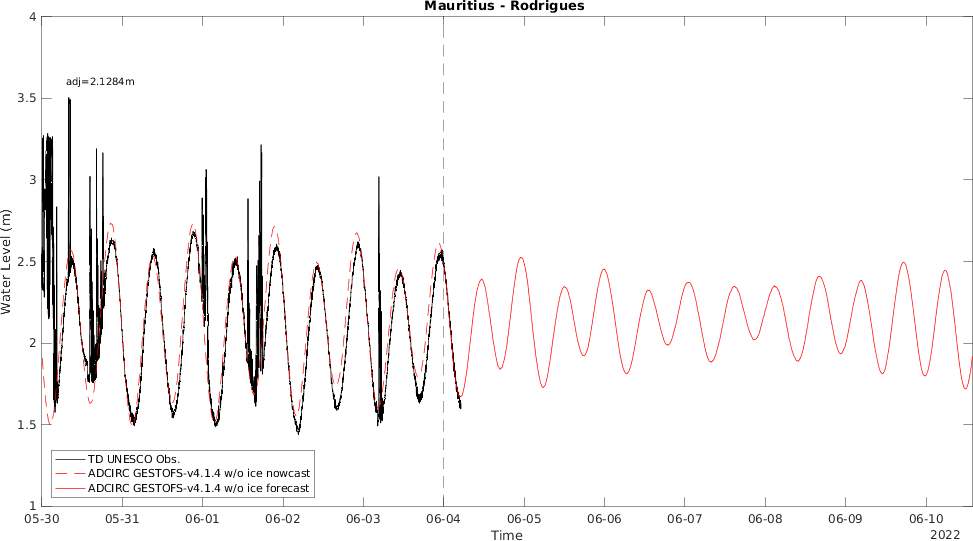 Mauritius - Rodrigues
4
3.5
3
2.5
2
1.5
1
Water Level (m)
adj=2.1284m
TD UNESCO Obs.
ADCIRC GESTOFS-v4.1.4 w/o ice nowcast
ADCIRC GESTOFS-v4.1.4 w/o ice forecast
05-30 05-31 06-01 06-02 06-03 06-04 06-05 06-06 06-07 06-08 06-09 06-10
2022
Time